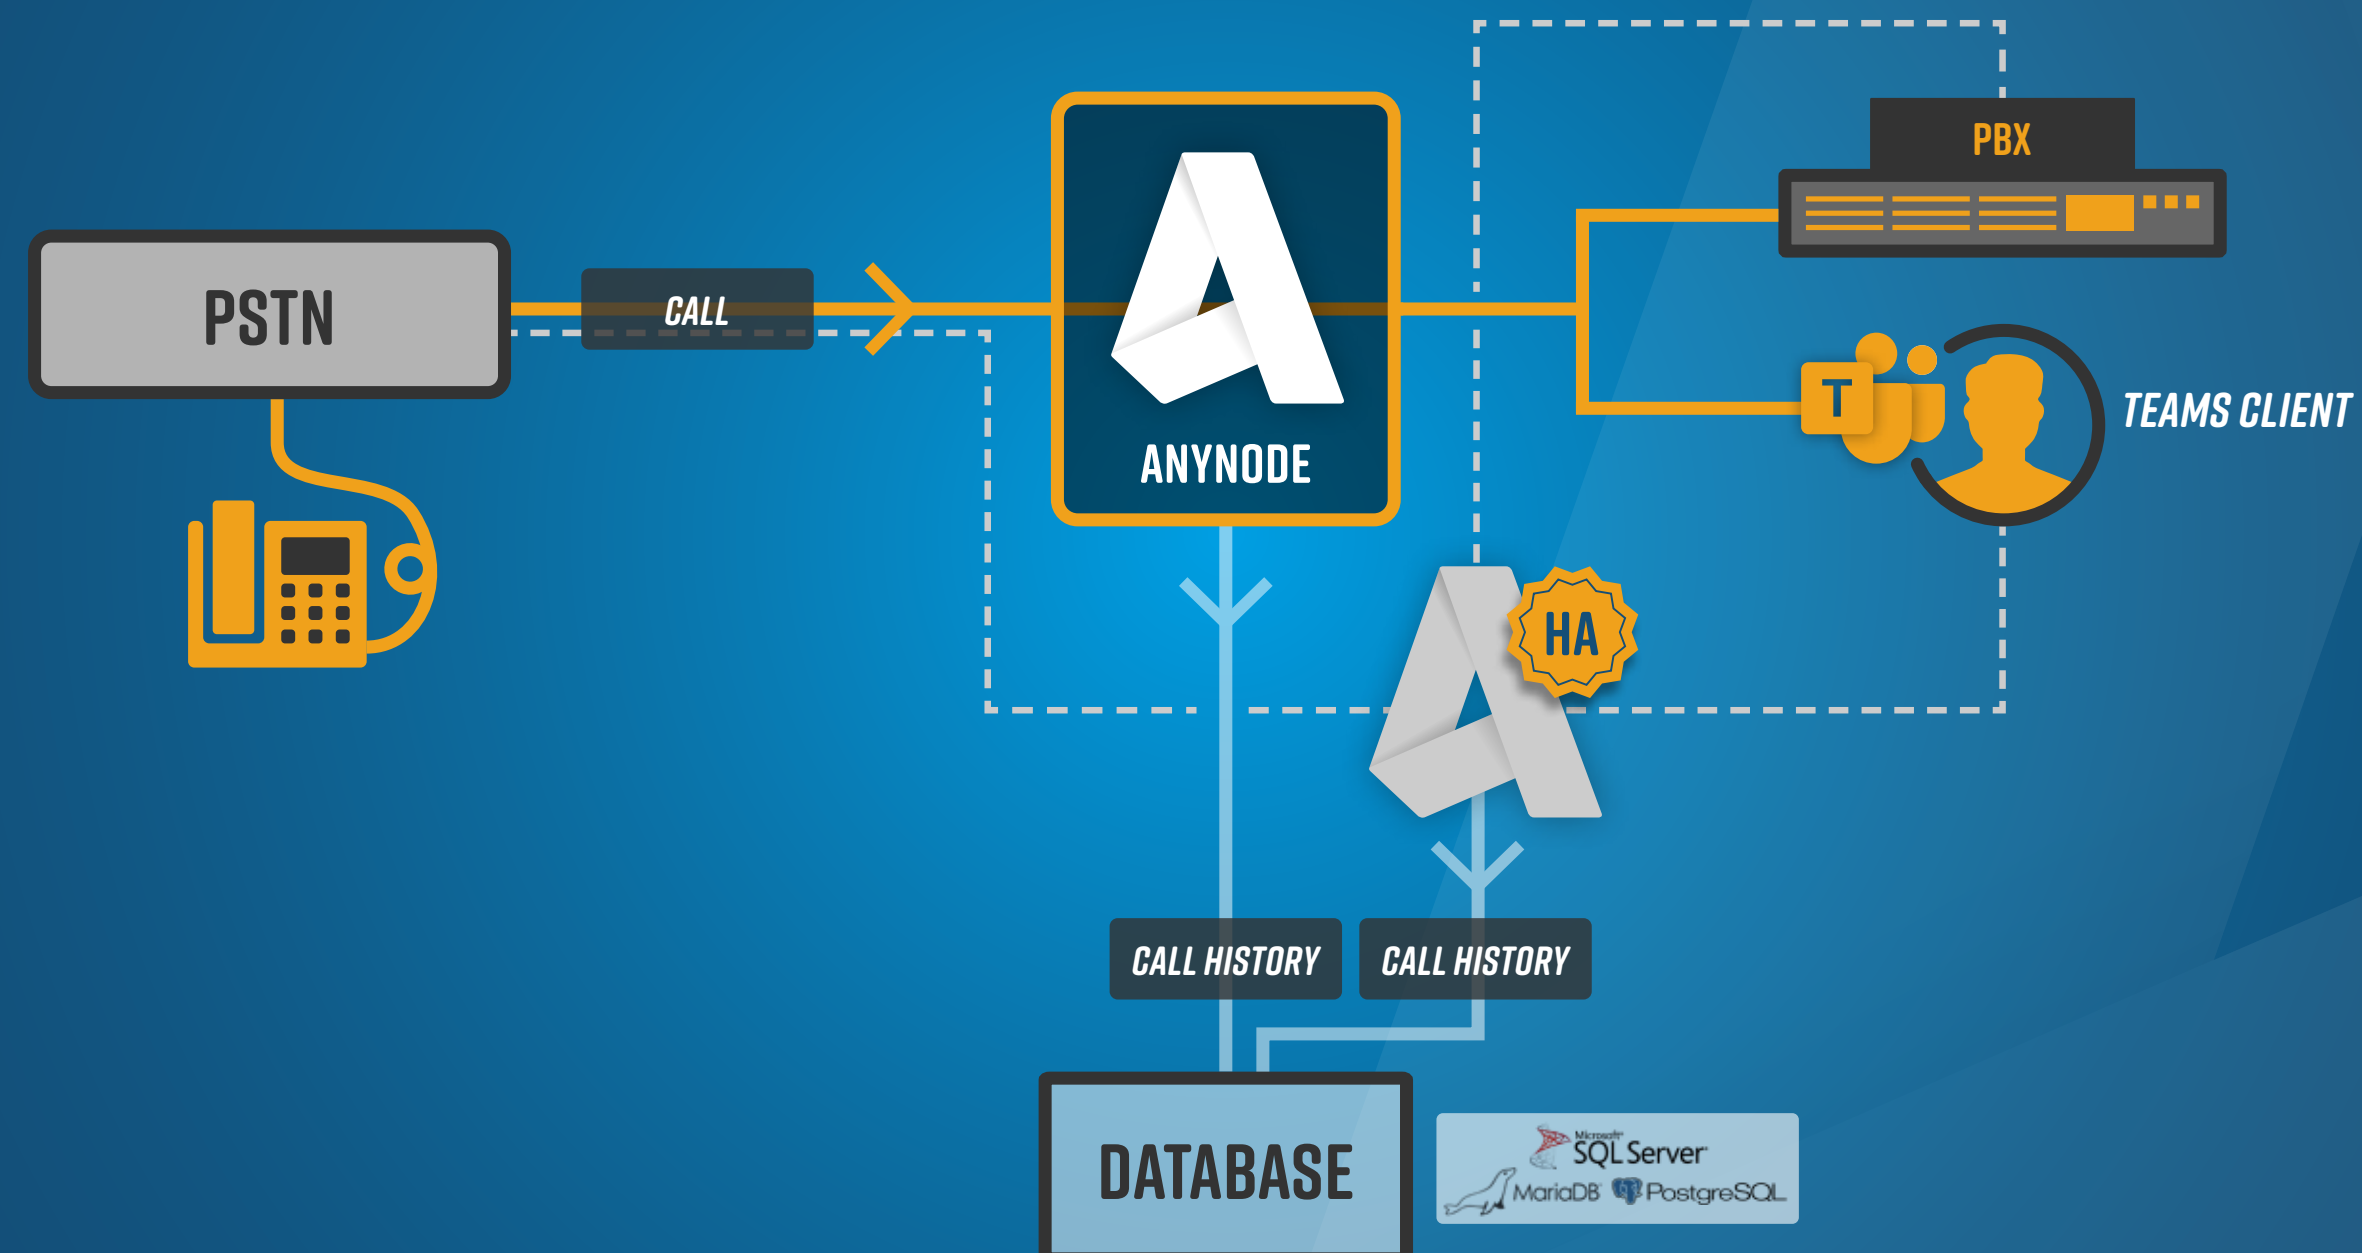 PBX
PSTN
CALL
ANYNODE
T
TEAMS CLIENT
HA
CALL HISTORY
CALL HISTORY
DATABASE
Microsoft
SQL Server
MariaDB
PostgreSQL